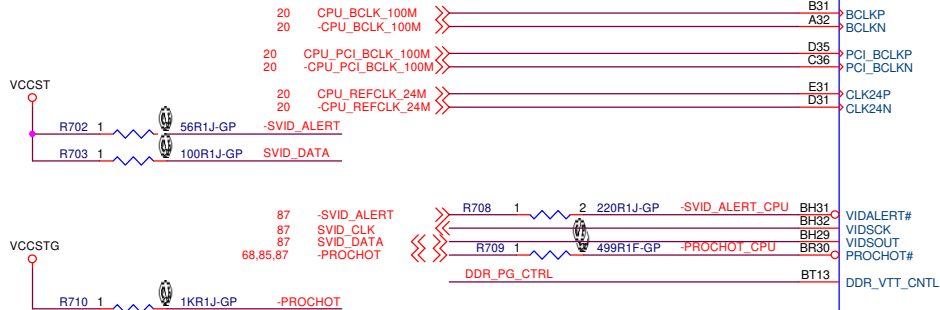 20 CPU_BCLK_100M B31 BCLKP
20 -CPU_BCLK_100M A32 BCLKN
20 CPU_PCI_BCLK_100M D35 PCI_BCLKP
20 -CPU_PCI_BCLK_100M C36 PCI_BCLKN
VCCST
20 CPU_REFCLK_24M E31 CLK24P
20 -CPU_REFCLK_24M D31 CLK24N
R702 1 56R1J-GP -SVID_ALERT
R703 1 100R1J-GP SVID_DATA
R708 1 2 220R1J-GP -SVID_ALERT_CPU BH31
87 -SVID_ALERT VIDALERT#
87 SVID_CLK BH32 VIDSCK
87 SVID_DATA BH29 VIDSOUT
VCCSTG
68,85,87 -PROCHOT R709 1 499R1F-GP -PROCHOT_CPU BR30 PROCHOT#
DDR_PG_CTRL BT13 DDR_VTT_CNTL
R710 1 1KR1J-GP -PROCHOT